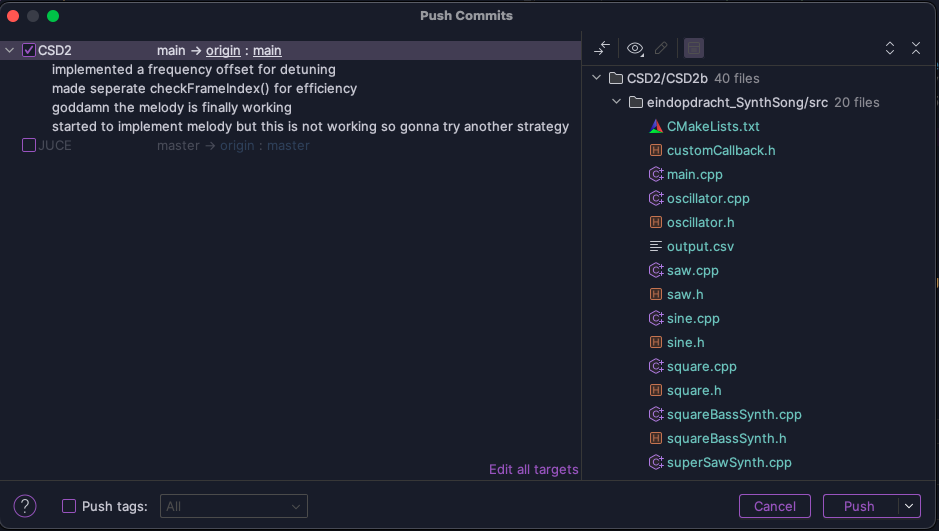 Push Commits
CSD2 main → origin : main
implemented a frequency offset for detuning
made seperate checkFrameIndex() for efficiency
goddamn the melody is finally working
started to implement melody but this is not working so gonna try another strategy
JUCE master → origin : master
Edit all targets
CSD2/CSD2b 40 files
eindopdracht_SynthSong/src 20 files
CMakeLists.txt
customCallback.h
main.cpp
oscillator.cpp
oscillator.h
output.csv
saw.cpp
saw.h
sine.cpp
sine.h
square.cpp
square.h
squareBassSynth.cpp
squareBassSynth.h
superSawSynth.cpp
? Push tags: All
Cancel Push